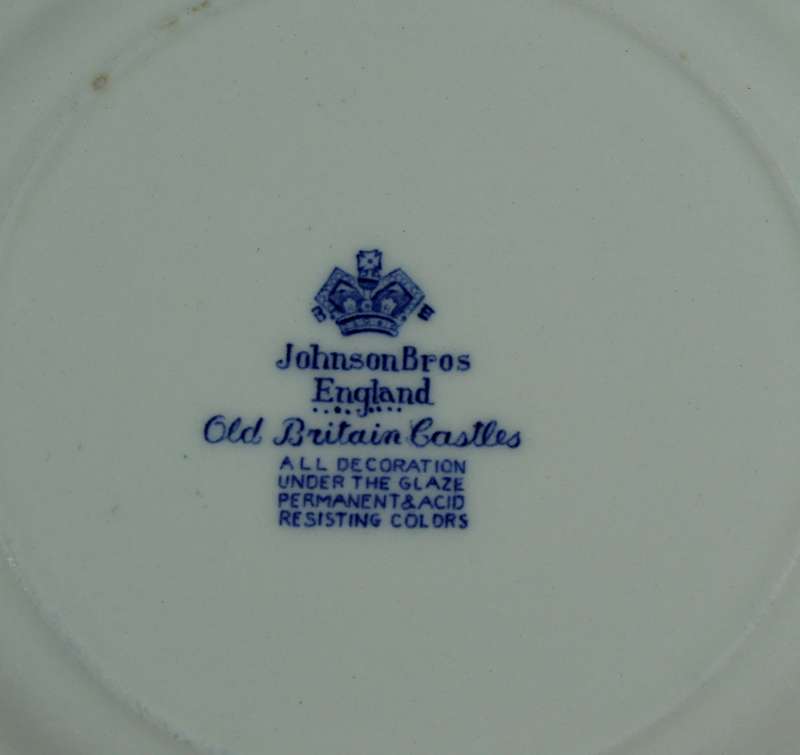 JohnsonBros
England
Old Britain Castles
ALL DECORATION
UNDER THE GLAZE
PERMANENT&ACID
RESISTING COLORS